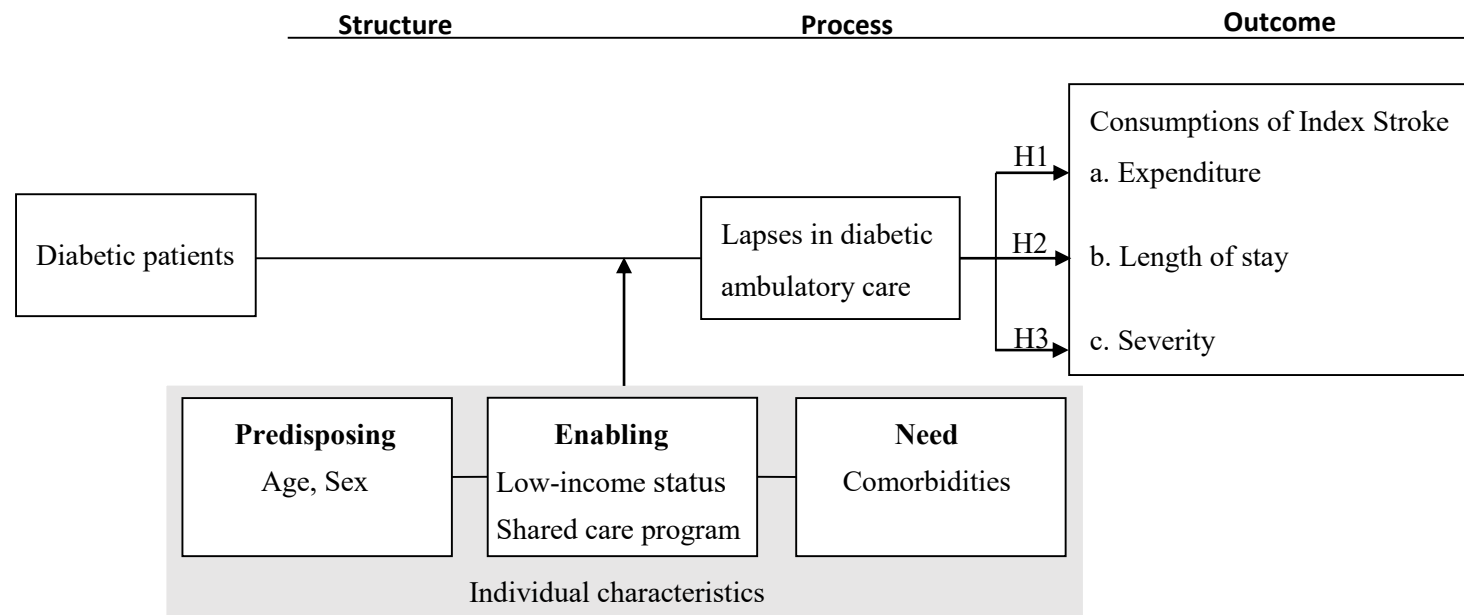 Structure
Process
Outcome
Consumptions of Index Stroke
H1
a. Expenditure
Diabetic patients
Lapses in diabetic
ambulatory care
H2
b. Length of stay
H3
c. Severity
Predisposing
Age, Sex
Enabling
Low-income status
Shared care program
Need
Comorbidities
Individual characteristics